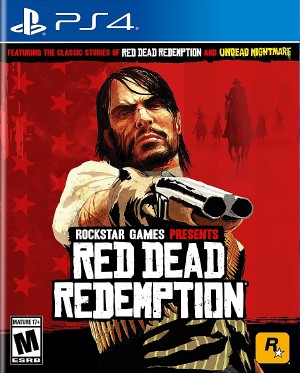 PS4
FEATURING THE CLASSIC STORIES OF RED DEAD REDEMPTION AND UNDEAD NIGHTMARE
ROCKSTAR GAMES PRESENTS
RED DEAD
REDEMPTION
MATURE 17+
M
ESRB
R★